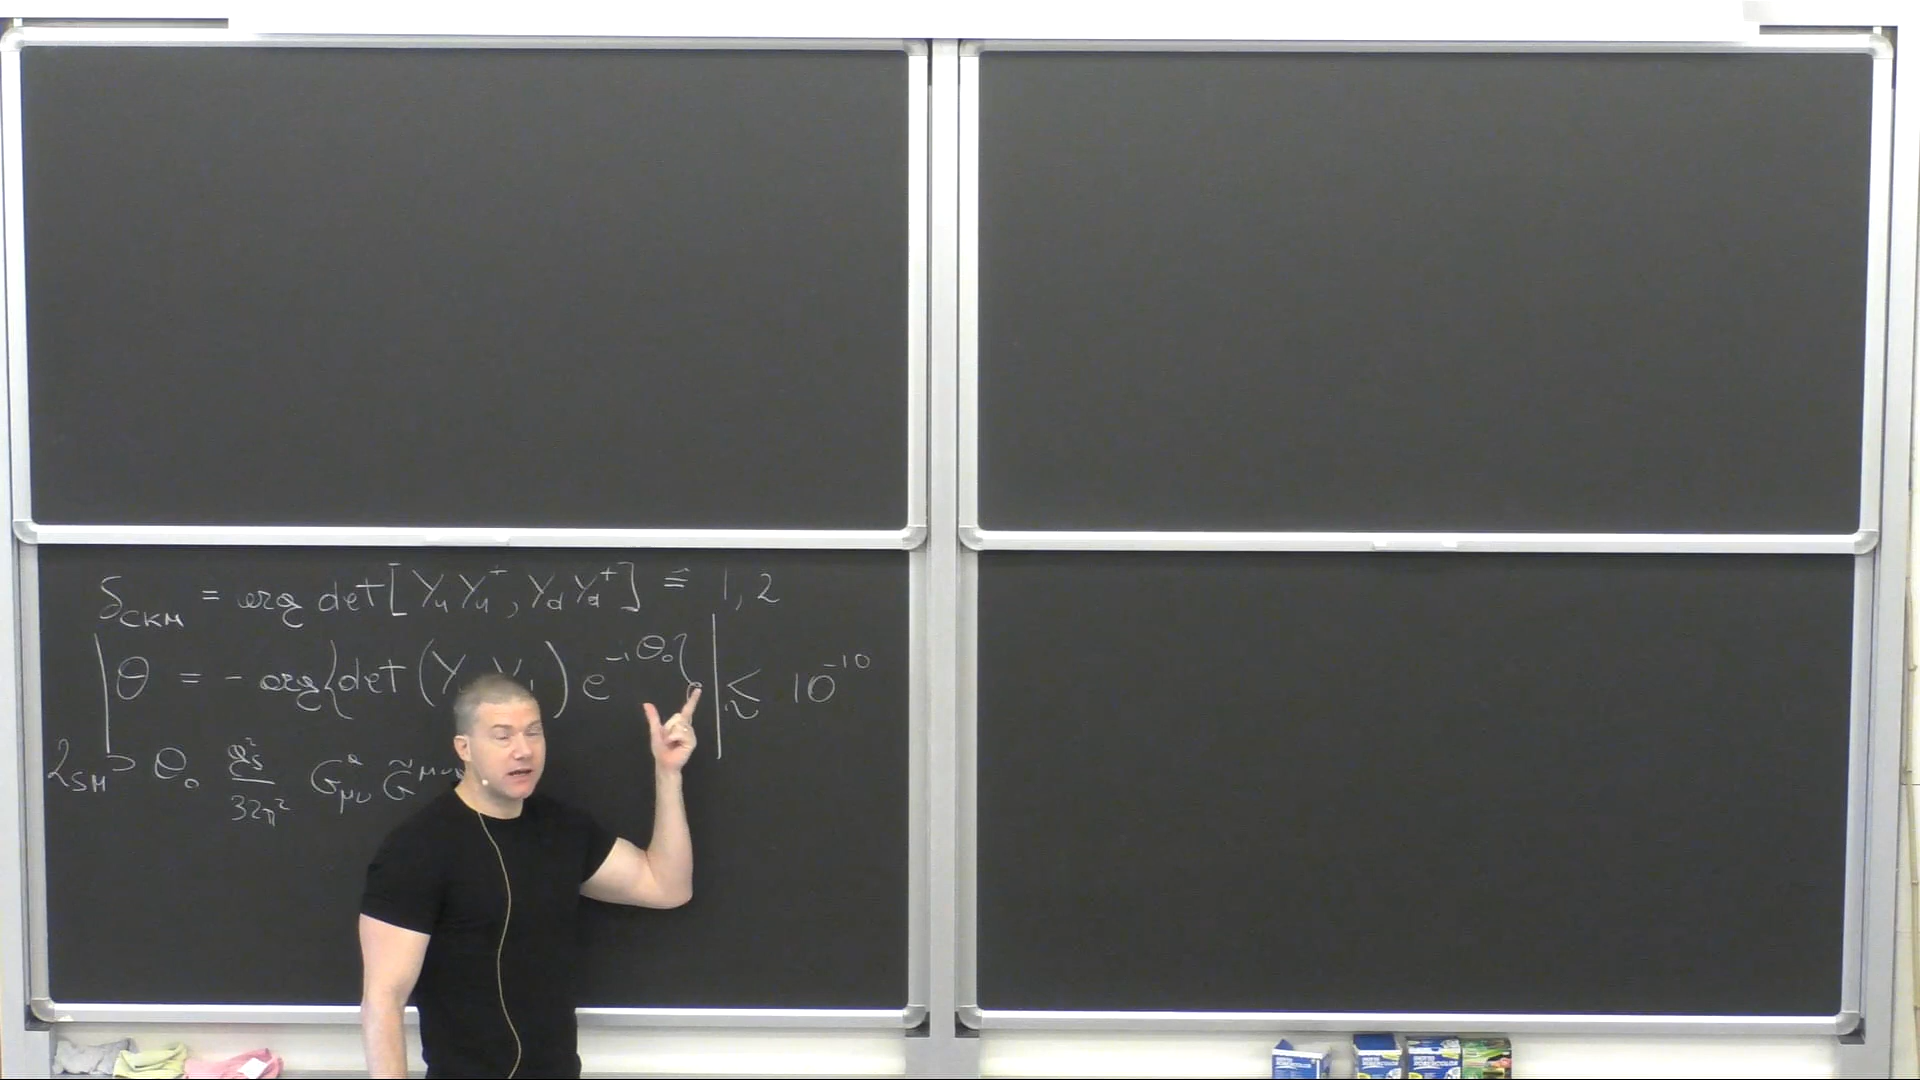 δ_CKM = arg det[Y_u Y_u^+, Y_d Y_d^+] = 1,2
|θ = - arg{det(Y Y) e^{-iθ_0}}| ≲ 10^{-10}
L_SM ⊃ θ_0 g_s^2/32π^2 G^a_μν G̃^μν